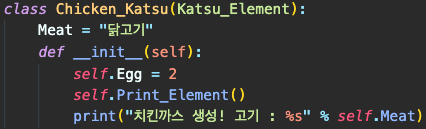 class Chicken_Katsu(Katsu_Element):
    Meat = "닭고기"
    def __init__(self):
        self.Egg = 2
        self.Print_Element()
        print("치킨까스 생성! 고기 : %s" % self.Meat)